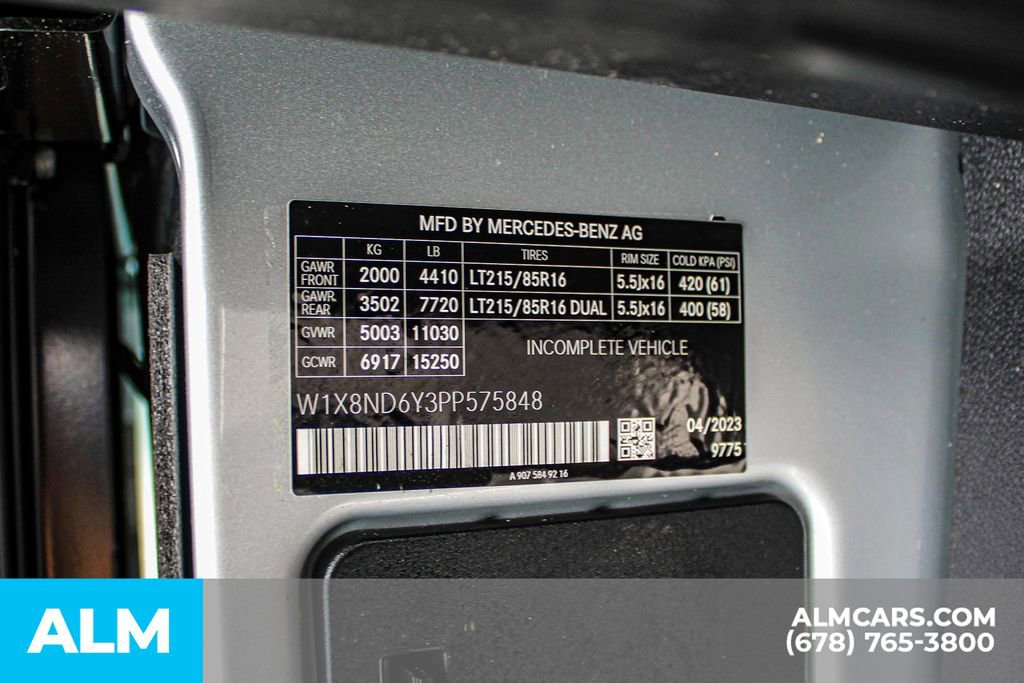 MFD BY MERCEDES-BENZ AG
KG LB TIRES RIM SIZE COLD KPA (PSI)
GAWR FRONT 2000 4410 LT215/85R16 5.5Jx16 420 (61)
GAWR REAR 3502 7720 LT215/85R16 DUAL 5.5Jx16 400 (58)
GVWR 5003 11030
GCWR 6917 15250
INCOMPLETE VEHICLE
W1X8ND6Y3PP575848
04/2023
9775
A 907 584 92 16
ALM
ALMCARS.COM
(678) 765-3800